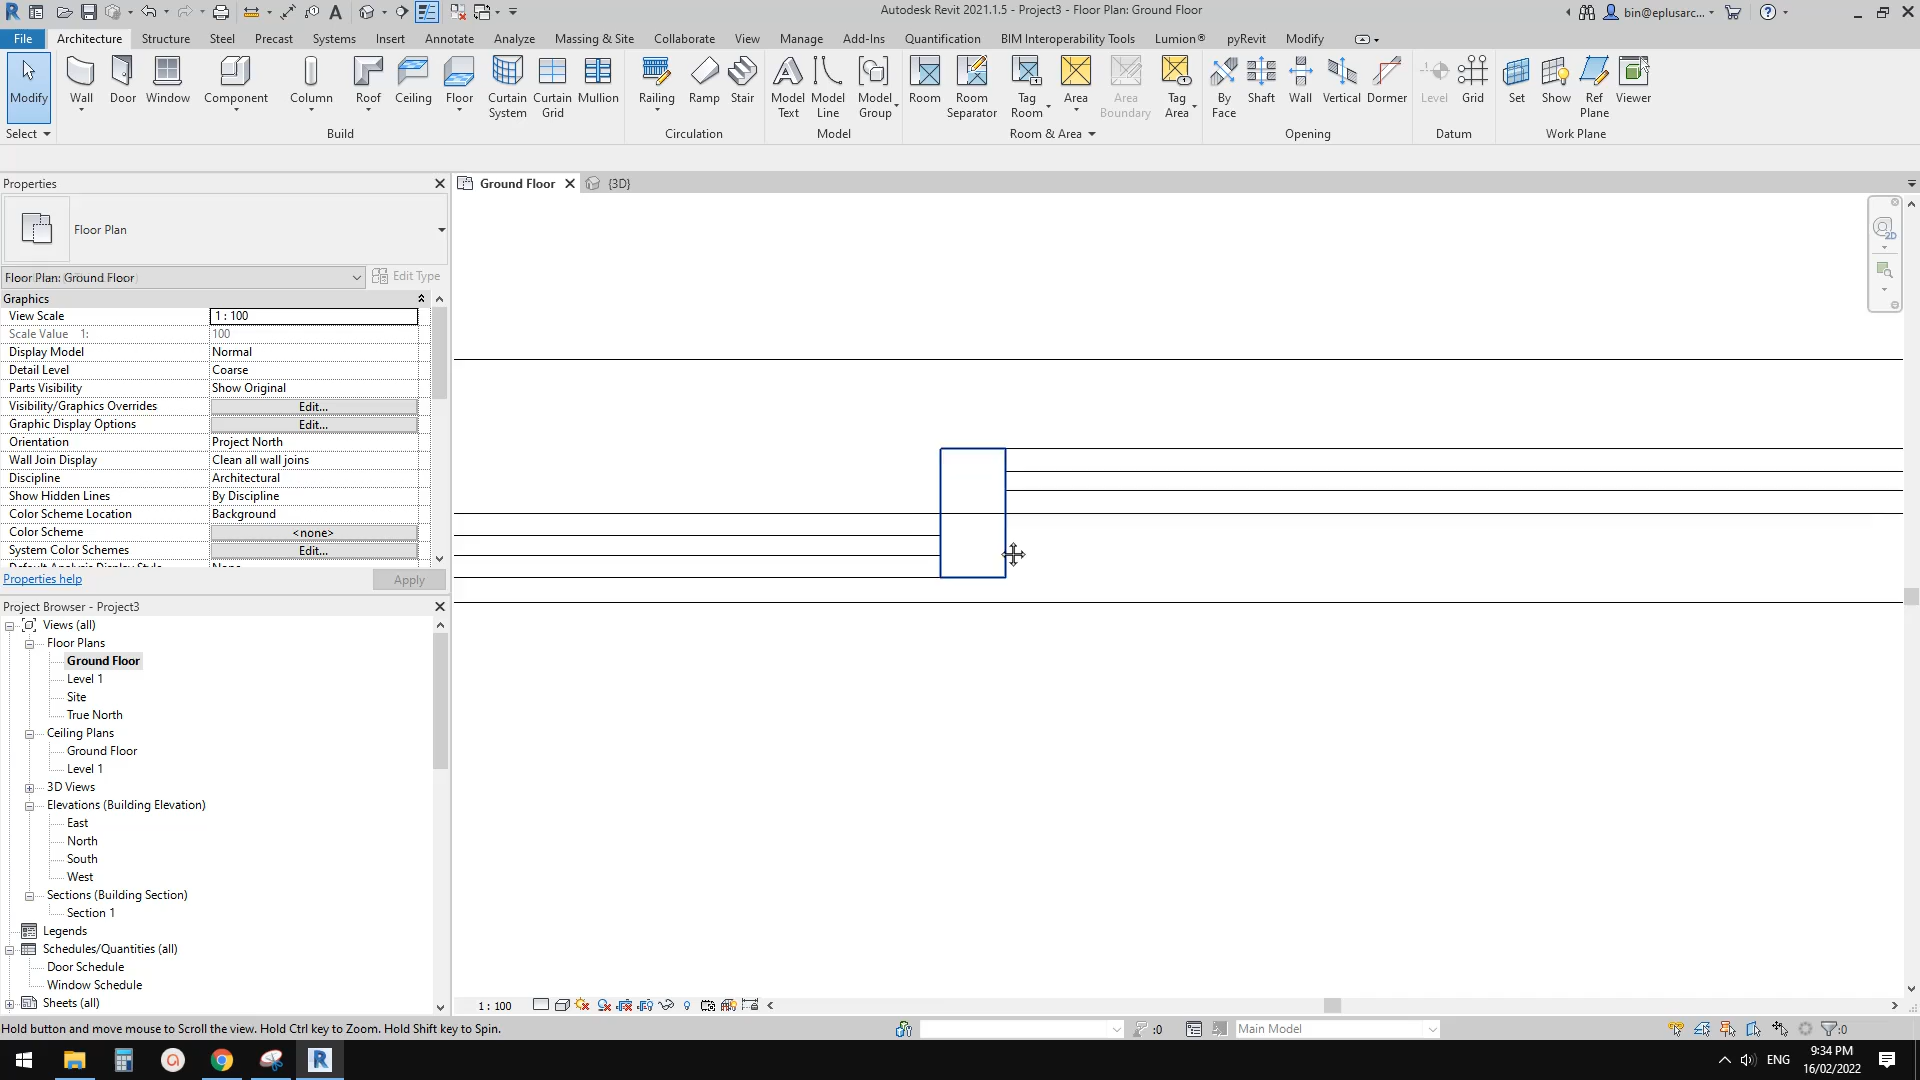 Autodesk Revit 2021.1.5 - Project3 - Floor Plan: Ground Floor
bin@eplusarc...
File Architecture Structure Steel Precast Systems Insert Annotate Analyze Massing & Site Collaborate View Manage Add-Ins Quantification BIM Interoperability Tools Lumion® pyRevit Modify
Modify Wall Door Window Component Column Roof Ceiling Floor Curtain System Curtain Grid Mullion Railing Ramp Stair Model Text Model Line Model Group Room Room Separator Tag Room Area Area Boundary Tag Area By Face Shaft Wall Vertical Dormer Level Grid Set Show Ref Plane Viewer
Select Build Circulation Model Room & Area Opening Datum Work Plane
Properties
Floor Plan
Floor Plan: Ground Floor Edit Type
Graphics
View Scale 1 : 100
Scale Value 1: 100
Display Model Normal
Detail Level Coarse
Parts Visibility Show Original
Visibility/Graphics Overrides Edit...
Graphic Display Options Edit...
Orientation Project North
Wall Join Display Clean all wall joins
Discipline Architectural
Show Hidden Lines By Discipline
Color Scheme Location Background
Color Scheme <none>
System Color Schemes Edit...
Properties help Apply
Project Browser - Project3
Views (all)
Floor Plans
Ground Floor
Level 1
Site
True North
Ceiling Plans
Ground Floor
Level 1
3D Views
Elevations (Building Elevation)
East
North
South
West
Sections (Building Section)
Section 1
Legends
Schedules/Quantities (all)
Door Schedule
Window Schedule
Sheets (all)
Ground Floor {3D}
2D
1 : 100
Hold button and move mouse to Scroll the view. Hold Ctrl key to Zoom. Hold Shift key to Spin.
:0 Main Model :0
ENG
9:34 PM
16/02/2022